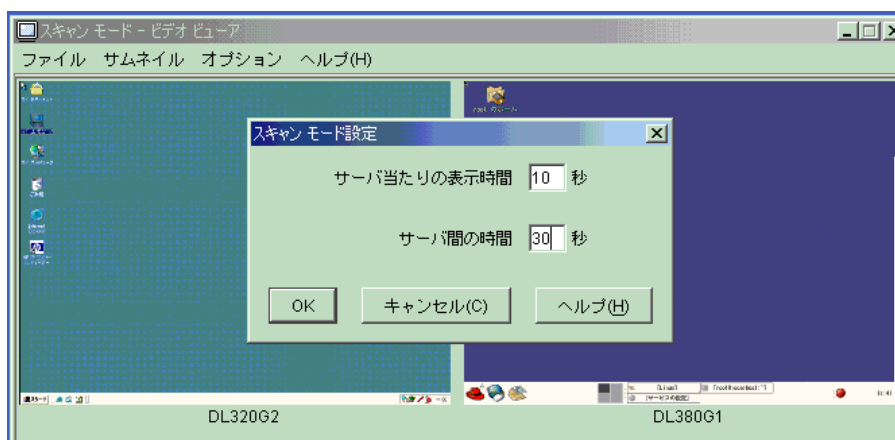 スキャン モード - ビデオ ビューア
ファイル サムネイル オプション ヘルプ(H)
スキャン モード設定
サーバ当たりの表示時間 10 秒
サーバ間の時間 30 秒
OK キャンセル(C) ヘルプ(H)
DL320G2 DL380G1